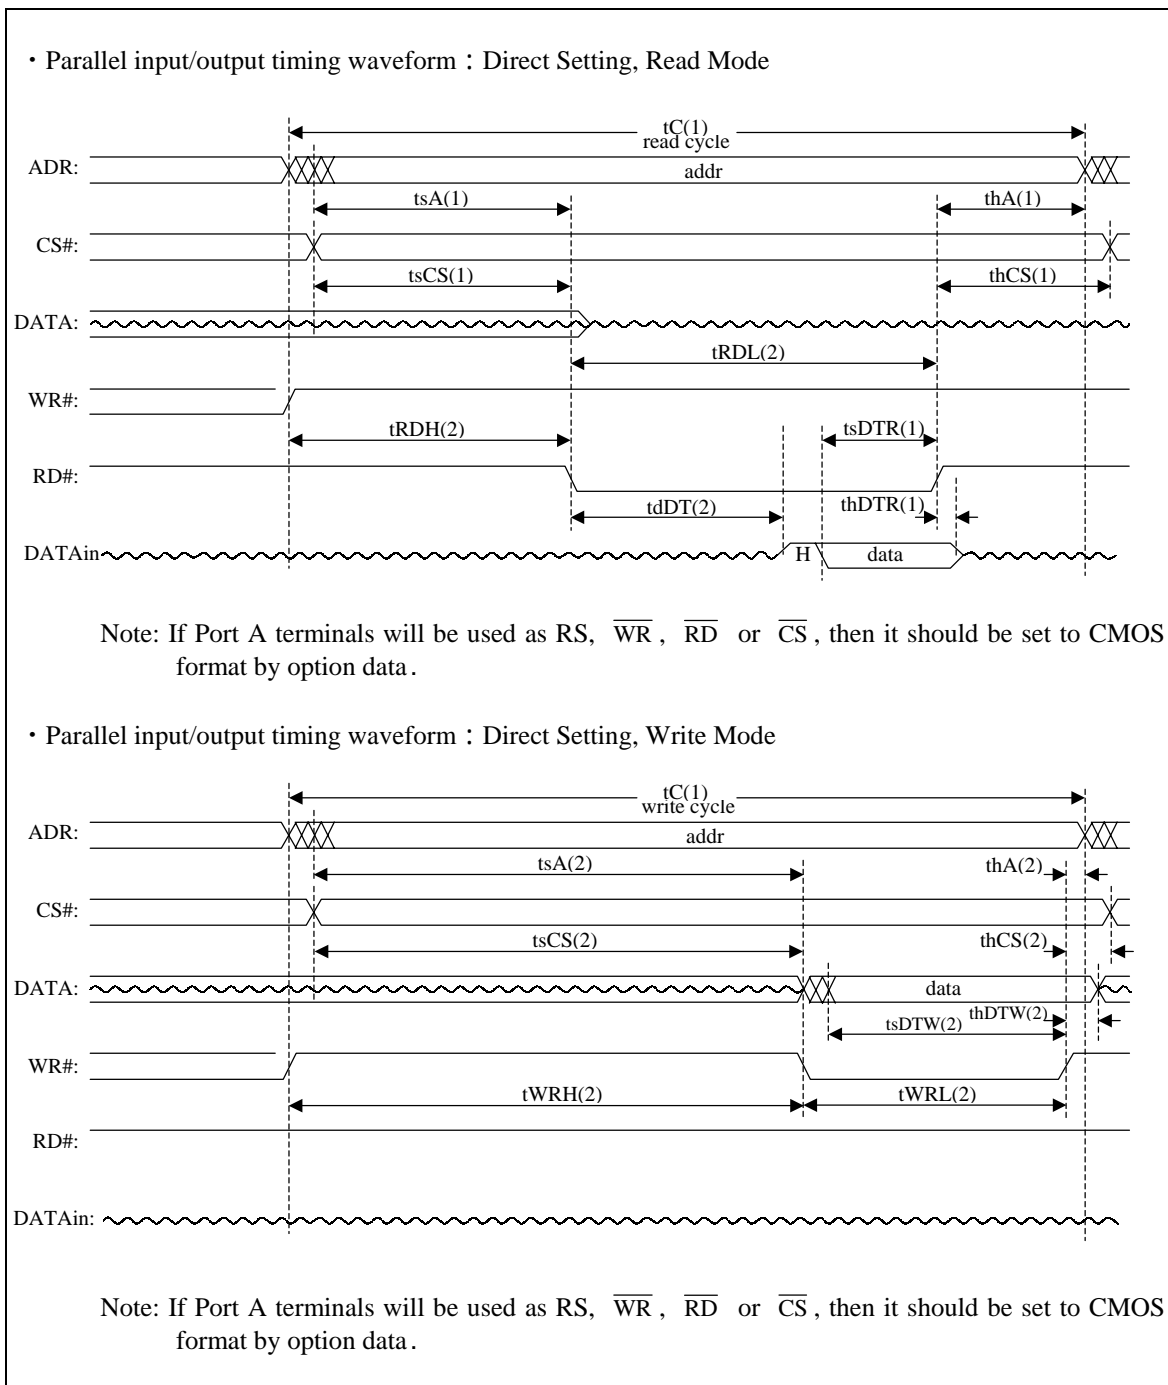 ・Parallel input/output timing waveform：Direct Setting, Read Mode
tC(1)
read cycle
ADR:
addr
tsA(1)
thA(1)
CS#:
tsCS(1)
thCS(1)
DATA:
tRDL(2)
WR#:
tRDH(2)
tsDTR(1)
RD#:
tdDT(2)
thDTR(1)
DATAin
H
data
Note: If Port A terminals will be used as RS, W̅R̅, R̅D̅ or C̅S̅, then it should be set to CMOS
format by option data.
・Parallel input/output timing waveform：Direct Setting, Write Mode
tC(1)
write cycle
ADR:
addr
tsA(2)
thA(2)
CS#:
tsCS(2)
thCS(2)
DATA:
data
thDTW(2)
tsDTW(2)
WR#:
tWRH(2)
tWRL(2)
RD#:
DATAin:
Note: If Port A terminals will be used as RS, W̅R̅, R̅D̅ or C̅S̅, then it should be set to CMOS
format by option data.